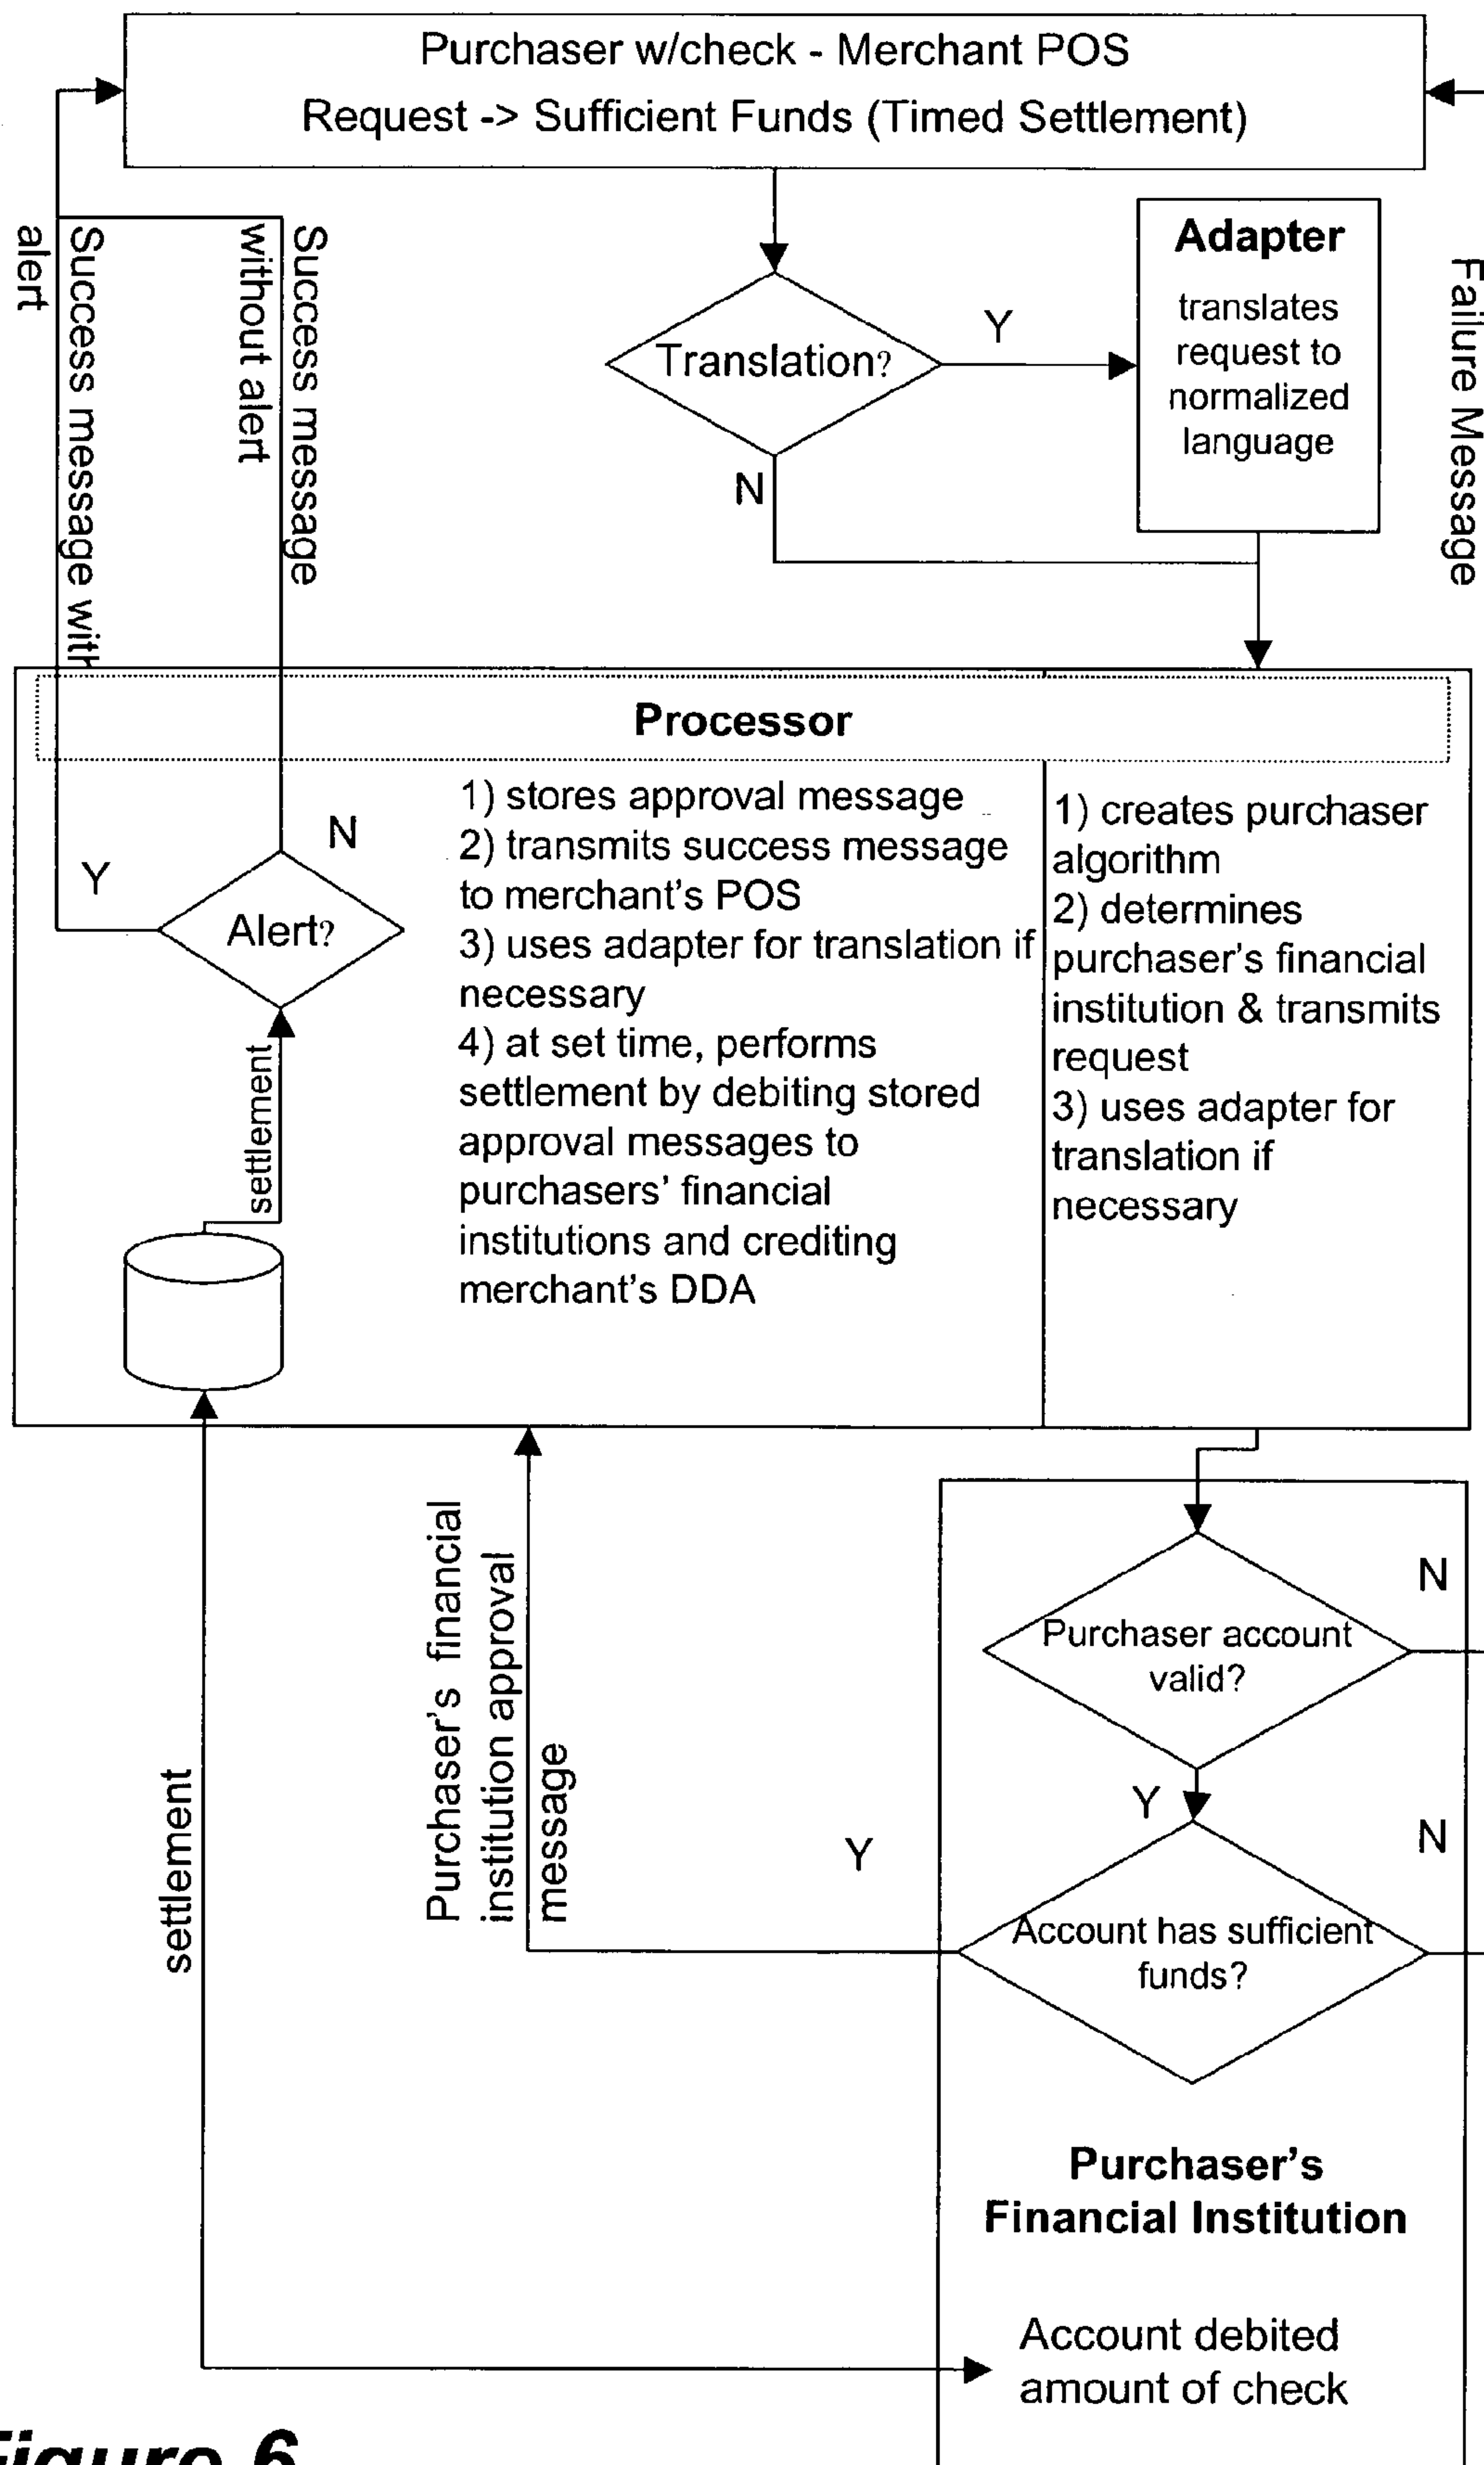 Purchaser w/check - Merchant POS
Request -> Sufficient Funds (Timed Settlement)
Success message with
alert
Success message
without alert
Translation?
Y
N
Adapter
translates
request to
normalized
language
Failure Message
Processor
Y
N
Alert?
settlement
1) stores approval message
2) transmits success message
to merchant's POS
3) uses adapter for translation if
necessary
4) at set time, performs
settlement by debiting stored
approval messages to
purchasers' financial
institutions and crediting
merchant's DDA
1) creates purchaser
algorithm
2) determines
purchaser's financial
institution & transmits
request
3) uses adapter for
translation if
necessary
settlement
Purchaser's financial
institution approval
message
Purchaser account
valid?
N
Y
Account has sufficient
funds?
Y
N
Purchaser's
Financial Institution
Account debited
amount of check
Figure 6